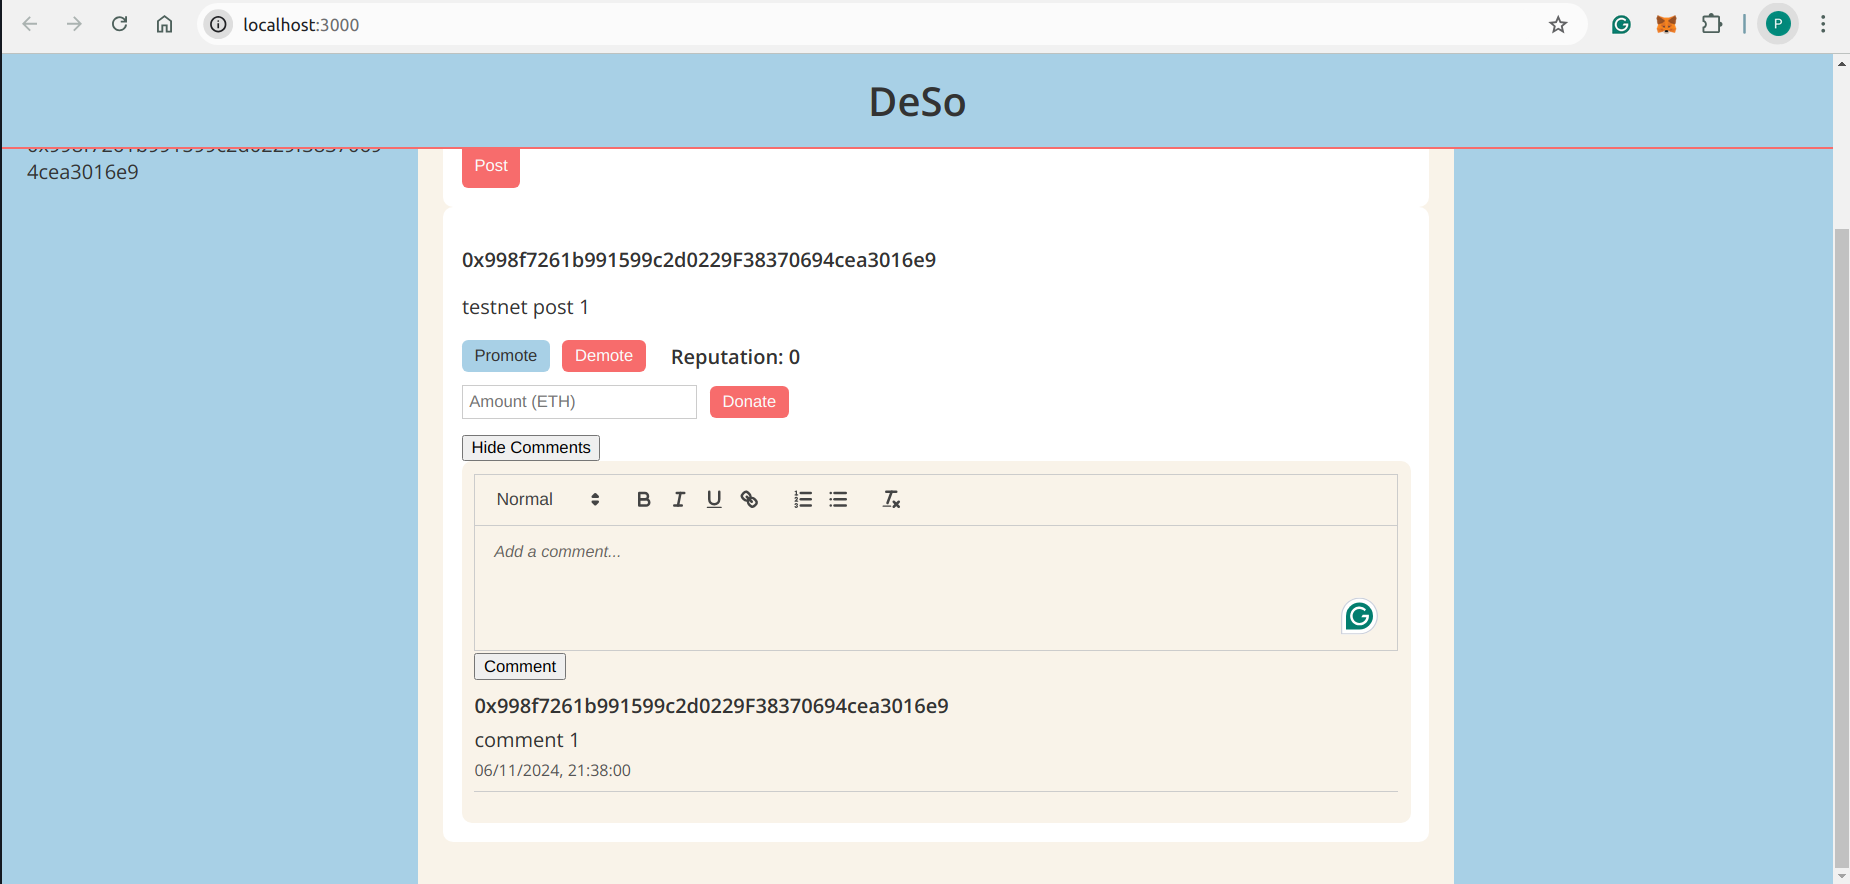 localhost:3000
P
DeSo
4cea3016e9
Post
0x998f7261b991599c2d0229F38370694cea3016e9
testnet post 1
Promote Demote Reputation: 0
Amount (ETH) Donate
Hide Comments
Normal
Add a comment...
Comment
0x998f7261b991599c2d0229F38370694cea3016e9
comment 1
06/11/2024, 21:38:00